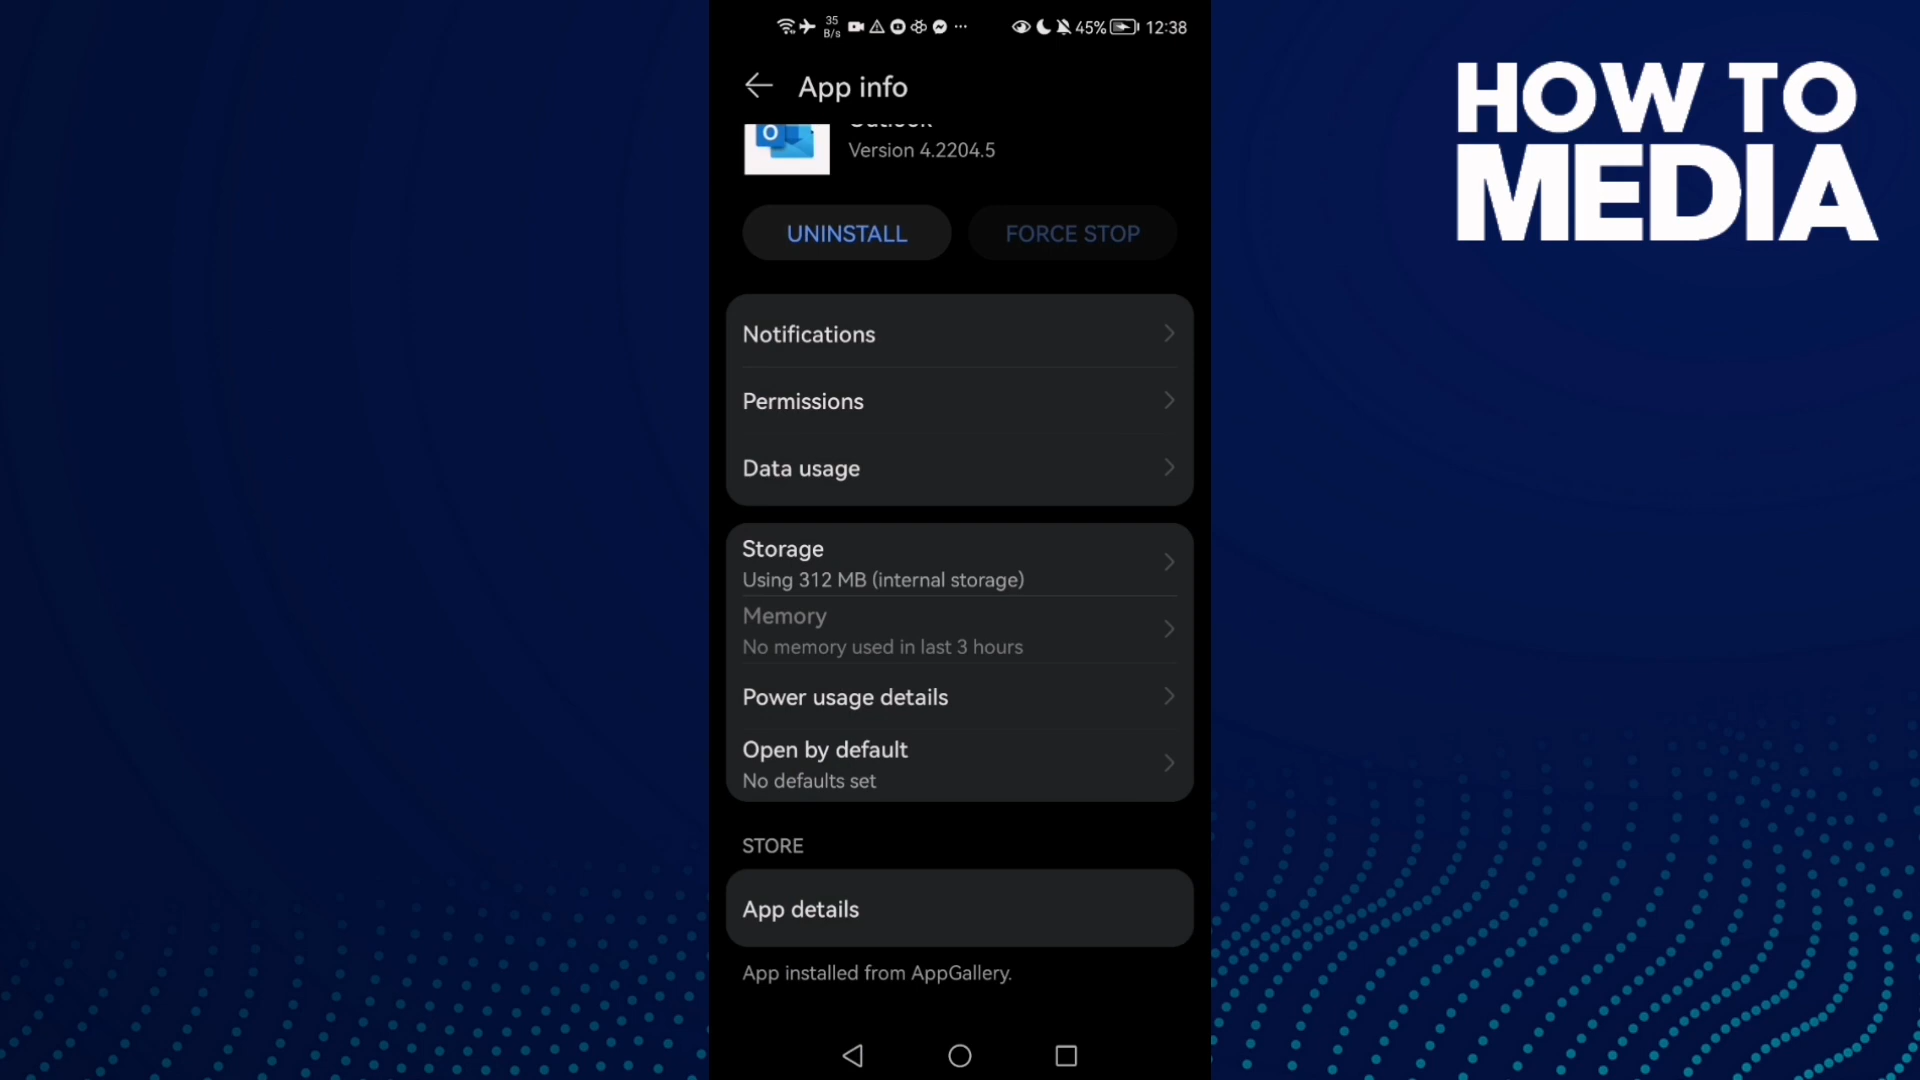 35
B/s
45%
12:38
HOW TO
MEDIA
App info
Outlook
Version 4.2204.5
UNINSTALL
FORCE STOP
Notifications
Permissions
Data usage
Storage
Using 312 MB (internal storage)
Memory
No memory used in last 3 hours
Power usage details
Open by default
No defaults set
STORE
App details
App installed from AppGallery.